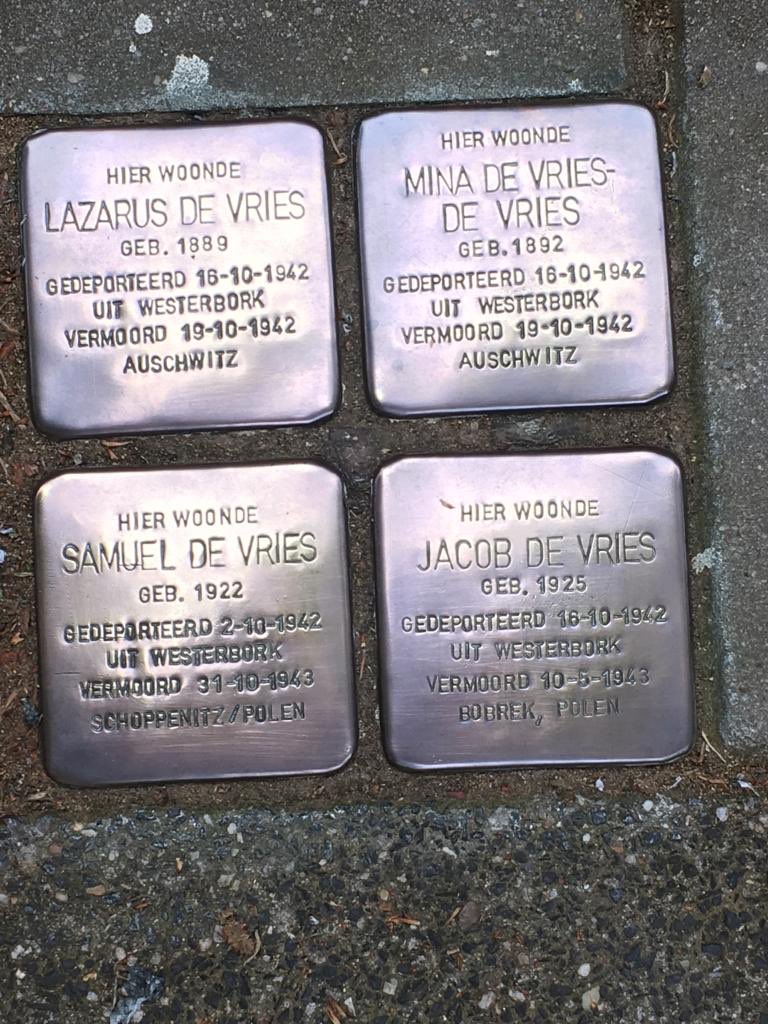 HIER WOONDE
LAZARUS DE VRIES
GEB. 1889
GEDEPORTEERD 16-10-1942
UIT WESTERBORK
VERMOORD 19-10-1942
AUSCHWITZ
HIER WOONDE
MINA DE VRIES-
DE VRIES
GEB. 1892
GEDEPORTEERD 16-10-1942
UIT WESTERBORK
VERMOORD 19-10-1942
AUSCHWITZ
HIER WOONDE
SAMUEL DE VRIES
GEB. 1922
GEDEPORTEERD 2-10-1942
UIT WESTERBORK
VERMOORD 31-10-1943
SCHOPPENITZ/POLEN
HIER WOONDE
JACOB DE VRIES
GEB. 1925
GEDEPORTEERD 16-10-1942
UIT WESTERBORK
VERMOORD 10-5-1943
BOBREK, POLEN